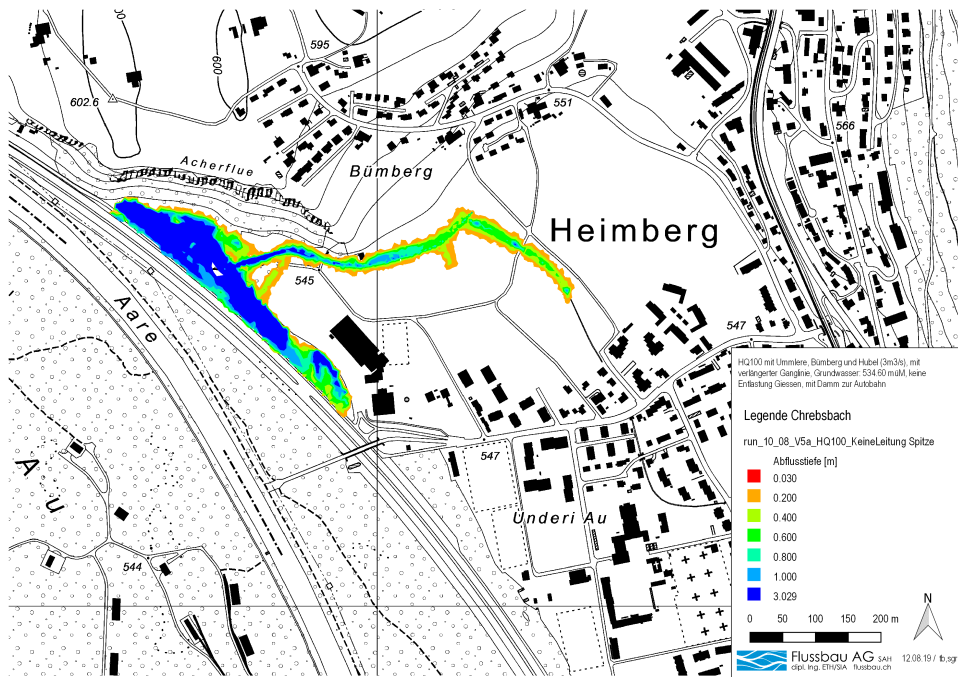 600
595
602.6
551
566
Acherflue
Bümberg
Heimberg
545
Aare
547
547
Au
Underi Au
544
HQ100 mit Ummlere, Bümberg und Hubel (3m3/s), mit
verlängerter Ganglinie, Grundwasser: 534.60 müM, keine
Entlastung Giessen, mit Damm zur Autobahn
Legende Chrebsbach
run_10_08_V5a_HQ100_KeineLeitung Spitze
Abflusstiefe [m]
0.030
0.200
0.400
0.600
0.800
1.000
3.029
N
0 50 100 150 200 m
Flussbau AG SAH
dipl. Ing. ETH/SIA flussbau.ch
12.08.19 / fb,sgr